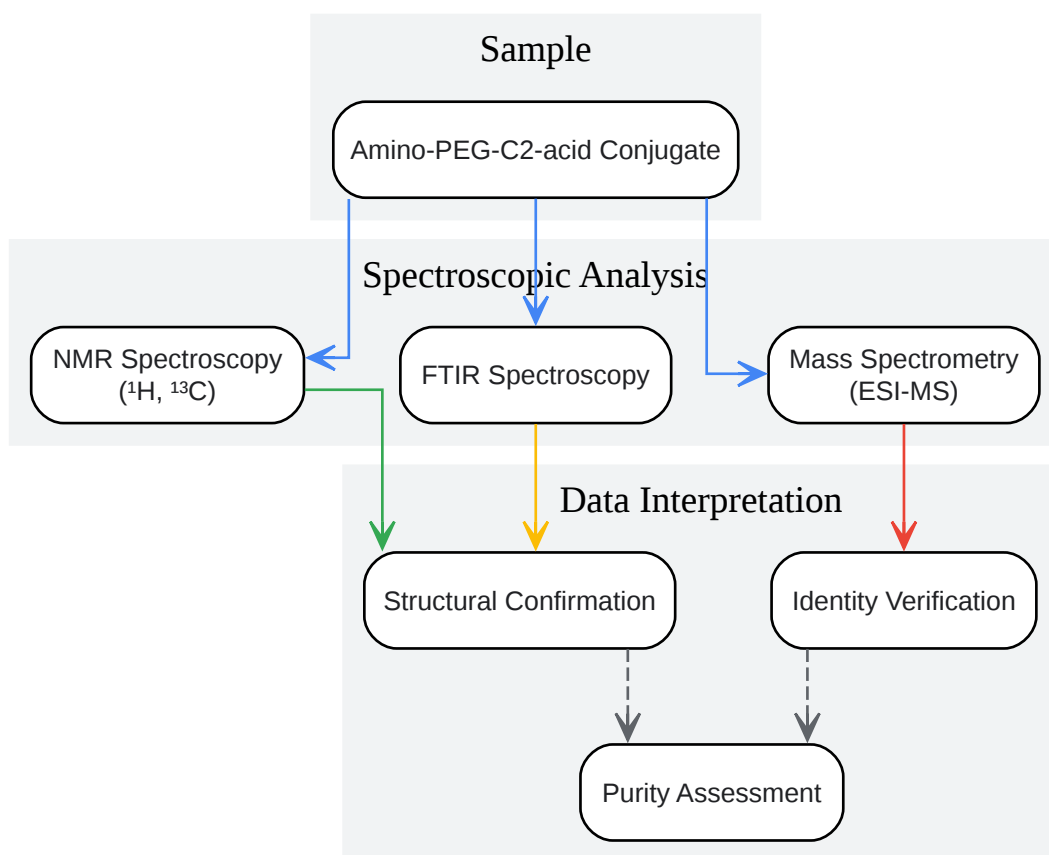 Sample
Amino-PEG-C2-acid Conjugate
Spectroscopic Analysis
NMR Spectroscopy
(¹H, ¹³C)
FTIR Spectroscopy
Mass Spectrometry
(ESI-MS)
Data Interpretation
Structural Confirmation
Identity Verification
Purity Assessment